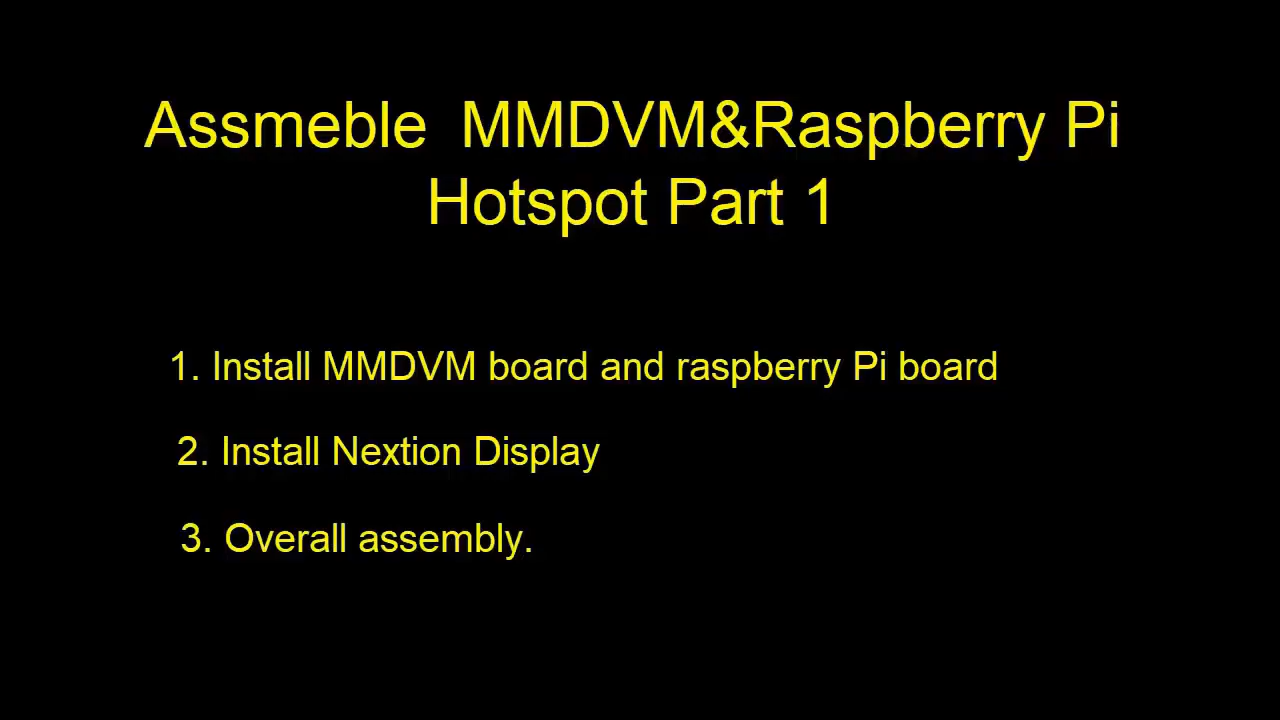 Assmeble  MMDVM&Raspberry Pi
Hotspot Part 1
1. Install MMDVM board and raspberry Pi board
2. Install Nextion Display
3. Overall assembly.